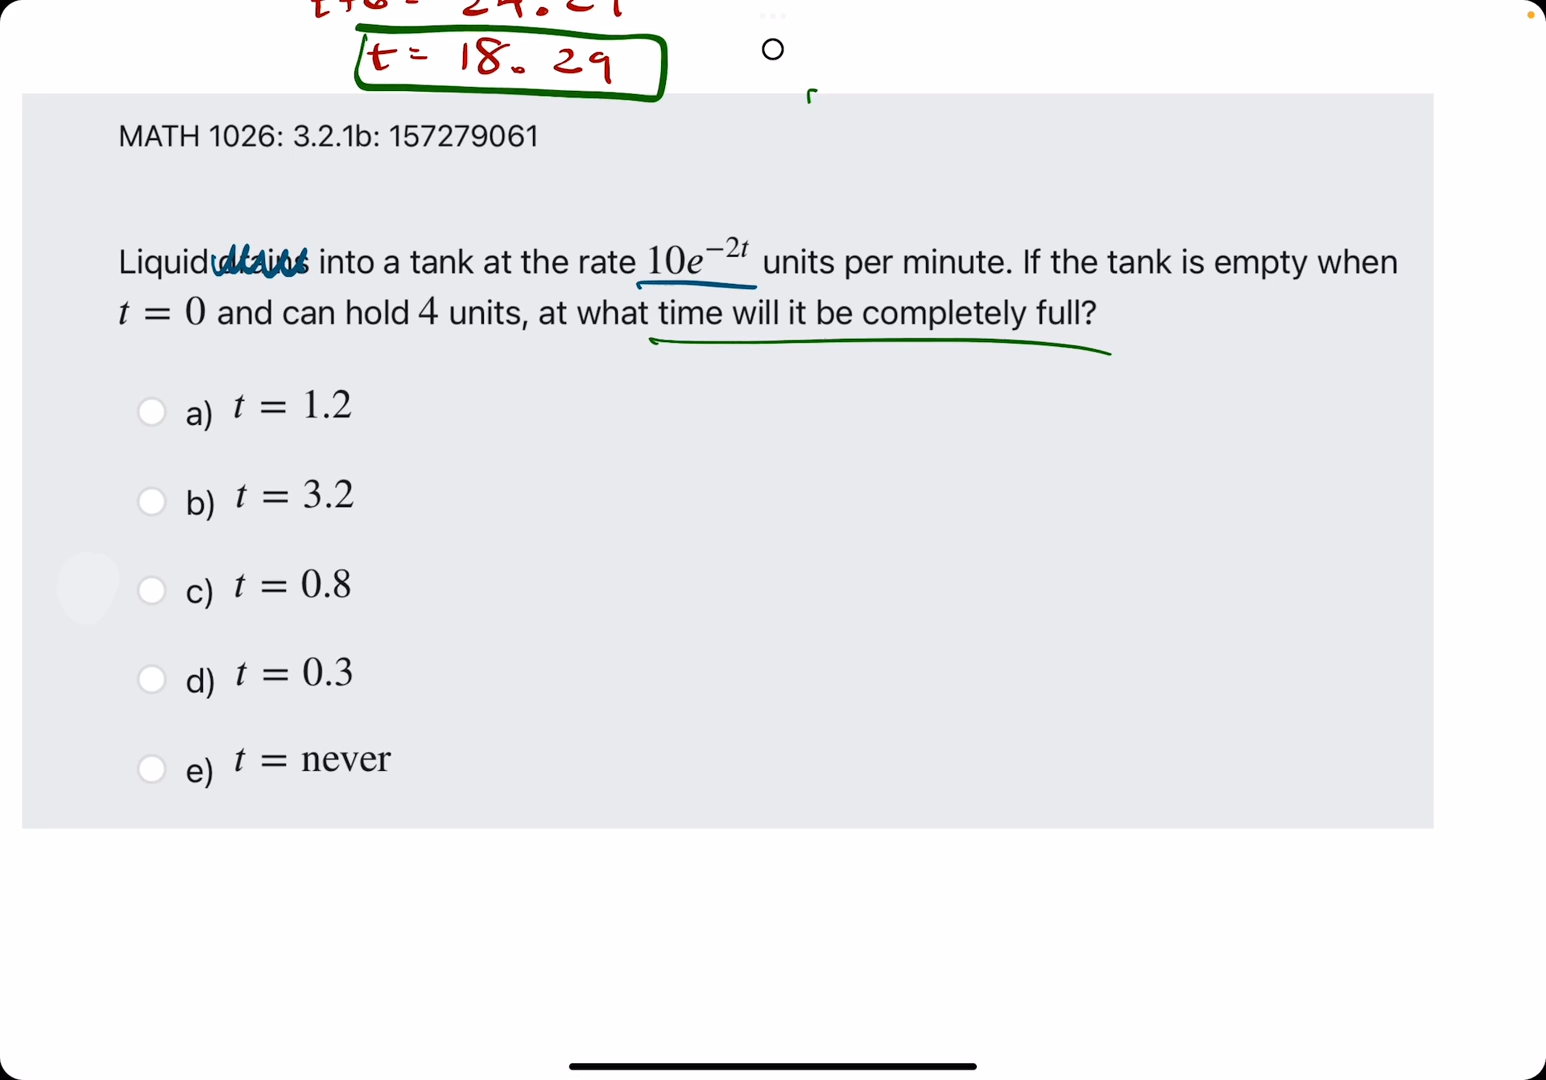 t = 18.29
MATH 1026: 3.2.1b: 157279061
Liquid into a tank at the rate 10e^{-2t} units per minute. If the tank is empty when
t = 0 and can hold 4 units, at what time will it be completely full?
a) t = 1.2
b) t = 3.2
c) t = 0.8
d) t = 0.3
e) t = never